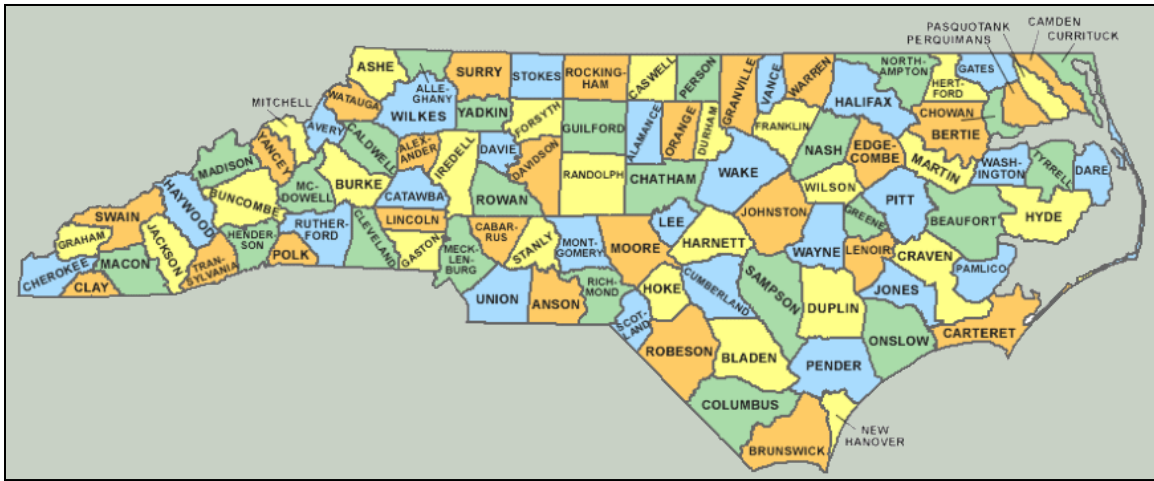 PASQUOTANK
CAMDEN
PERQUIMANS
CURRITUCK
ASHE
ALLE-
GHANY
SURRY
STOKES
ROCKING-
HAM
CASWELL
PERSON
GRANVILLE
VANCE
WARREN
NORTH-
AMPTON
HERT-
FORD
GATES
MITCHELL
WATAUGA
WILKES
YADKIN
FORSYTH
GUILFORD
ALAMANCE
ORANGE
DURHAM
FRANKLIN
HALIFAX
CHOWAN
BERTIE
AVERY
CALDWELL
ALEX-
ANDER
IREDELL
DAVIE
DAVIDSON
RANDOLPH
CHATHAM
WAKE
NASH
EDGE-
COMBE
MARTIN
WASH-
INGTON
TYRRELL
DARE
MADISON
YANCEY
MC-
DOWELL
BURKE
CATAWBA
ROWAN
WILSON
PITT
BEAUFORT
HYDE
HAYWOOD
BUNCOMBE
RUTHER-
FORD
CLEVELAND
LINCOLN
GASTON
CABAR-
RUS
STANLY
MONT-
GOMERY
MOORE
LEE
HARNETT
JOHNSTON
WAYNE
GREENE
LENOIR
CRAVEN
PAMLICO
SWAIN
GRAHAM
JACKSON
HENDER-
SON
POLK
MECK-
LEN-
BURG
CHEROKEE
MACON
TRAN-
SYLVANIA
CLAY
UNION
ANSON
RICH-
MOND
SCOT-
LAND
HOKE
CUMBERLAND
SAMPSON
DUPLIN
JONES
CARTERET
ROBESON
BLADEN
PENDER
ONSLOW
COLUMBUS
BRUNSWICK
NEW
HANOVER